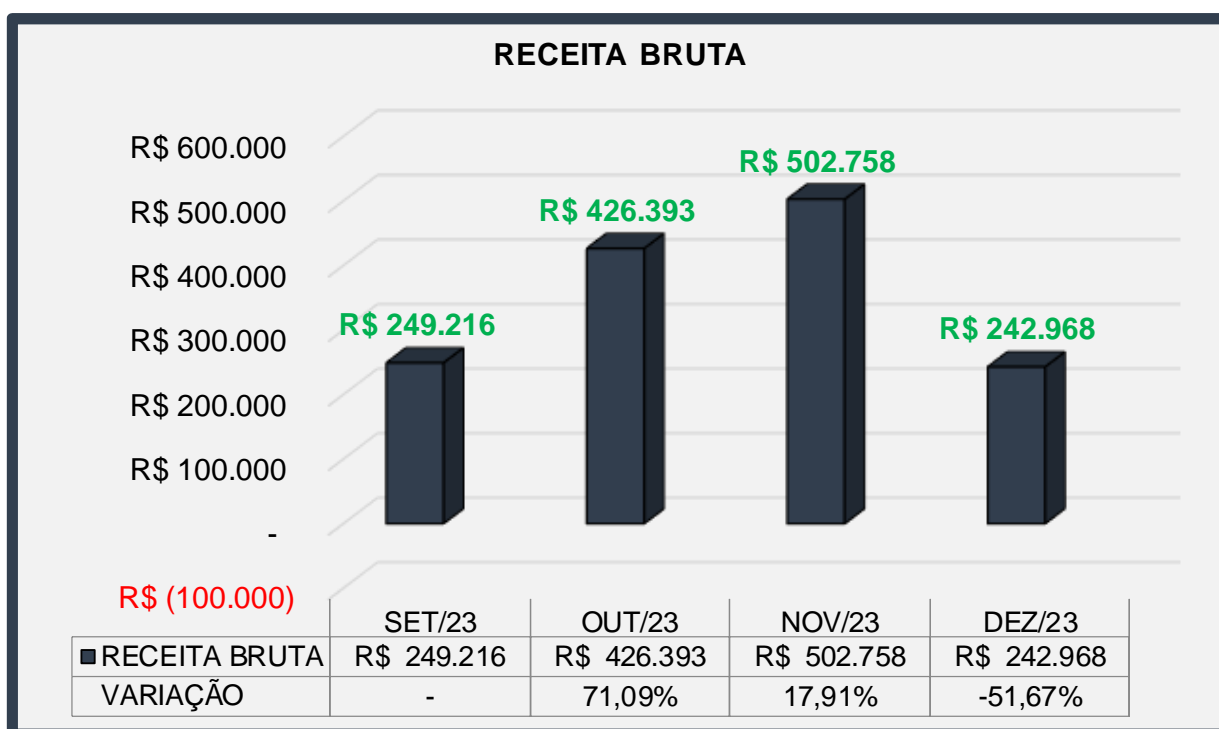 RECEITA BRUTA
R$ 600.000
R$ 500.000
R$ 400.000
R$ 300.000
R$ 200.000
R$ 100.000
-
R$ (100.000)
R$ 249.216
R$ 426.393
R$ 502.758
R$ 242.968
SET/23 OUT/23 NOV/23 DEZ/23
RECEITA BRUTA R$ 249.216 R$ 426.393 R$ 502.758 R$ 242.968
VARIAÇÃO - 71,09% 17,91% -51,67%